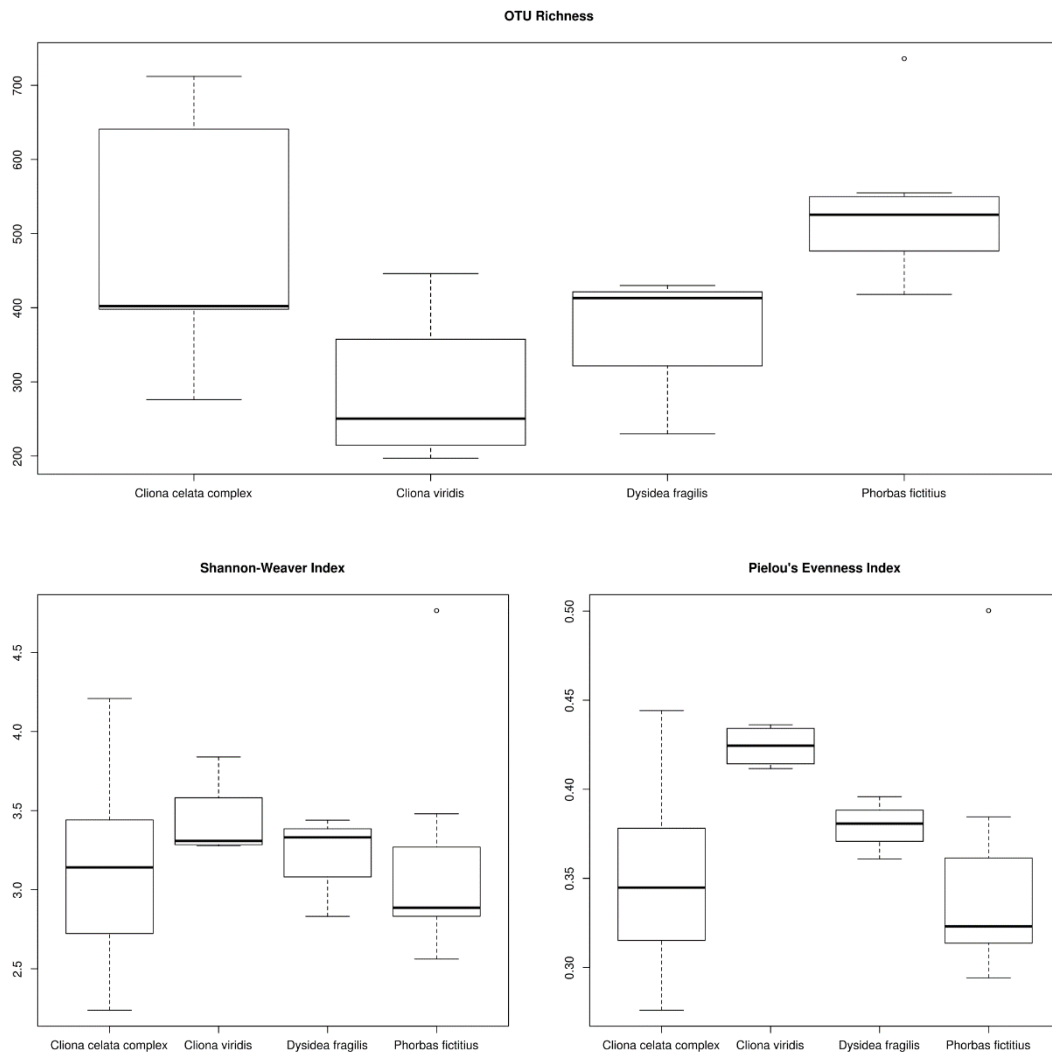 OTU Richness
700
600
500
400
300
200
Cliona celata complex Cliona viridis Dysidea fragilis Phorbas fictitius
Shannon-Weaver Index
4.5
4.0
3.5
3.0
2.5
Cliona celata complex Cliona viridis Dysidea fragilis Phorbas fictitius
Pielou's Evenness Index
0.50
0.45
0.40
0.35
0.30
Cliona celata complex Cliona viridis Dysidea fragilis Phorbas fictitius